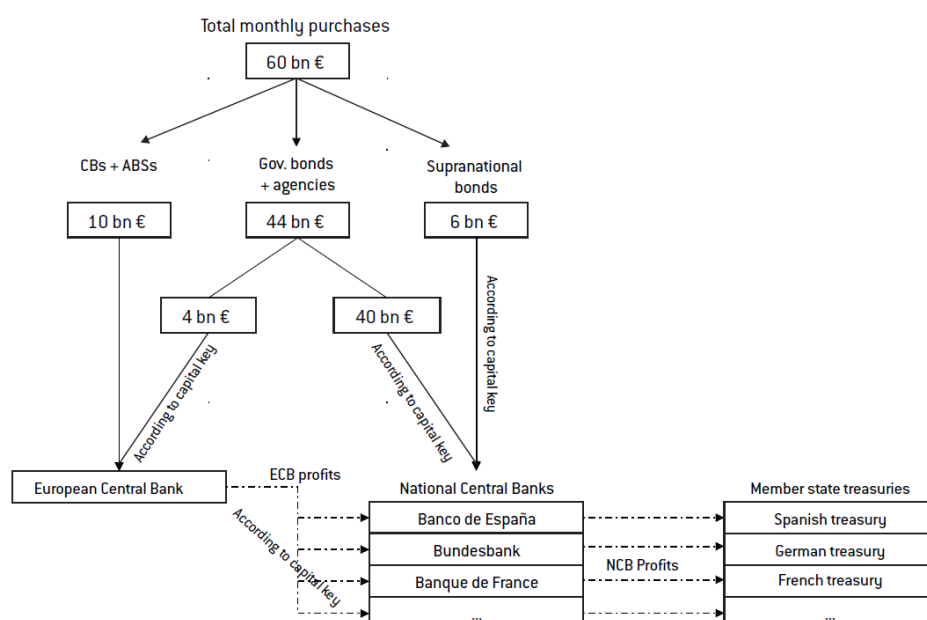 Total monthly purchases
60 bn €
CBs + ABSs
Gov. bonds
+ agencies
Supranational
bonds
10 bn €
44 bn €
6 bn €
According to capital key
4 bn €
40 bn €
According to capital key
According to capital key
European Central Bank
ECB profits
According to capital key
National Central Banks
Banco de España
Bundesbank
Banque de France
...
NCB Profits
Member state treasuries
Spanish treasury
German treasury
French treasury
...